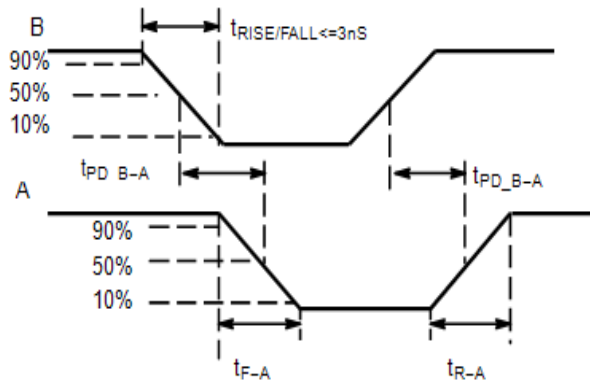 B
tRISE/FALL<=3nS
90%
50%
10%
tPD B-A
tPD_B-A
A
90%
50%
10%
tF-A
tR-A